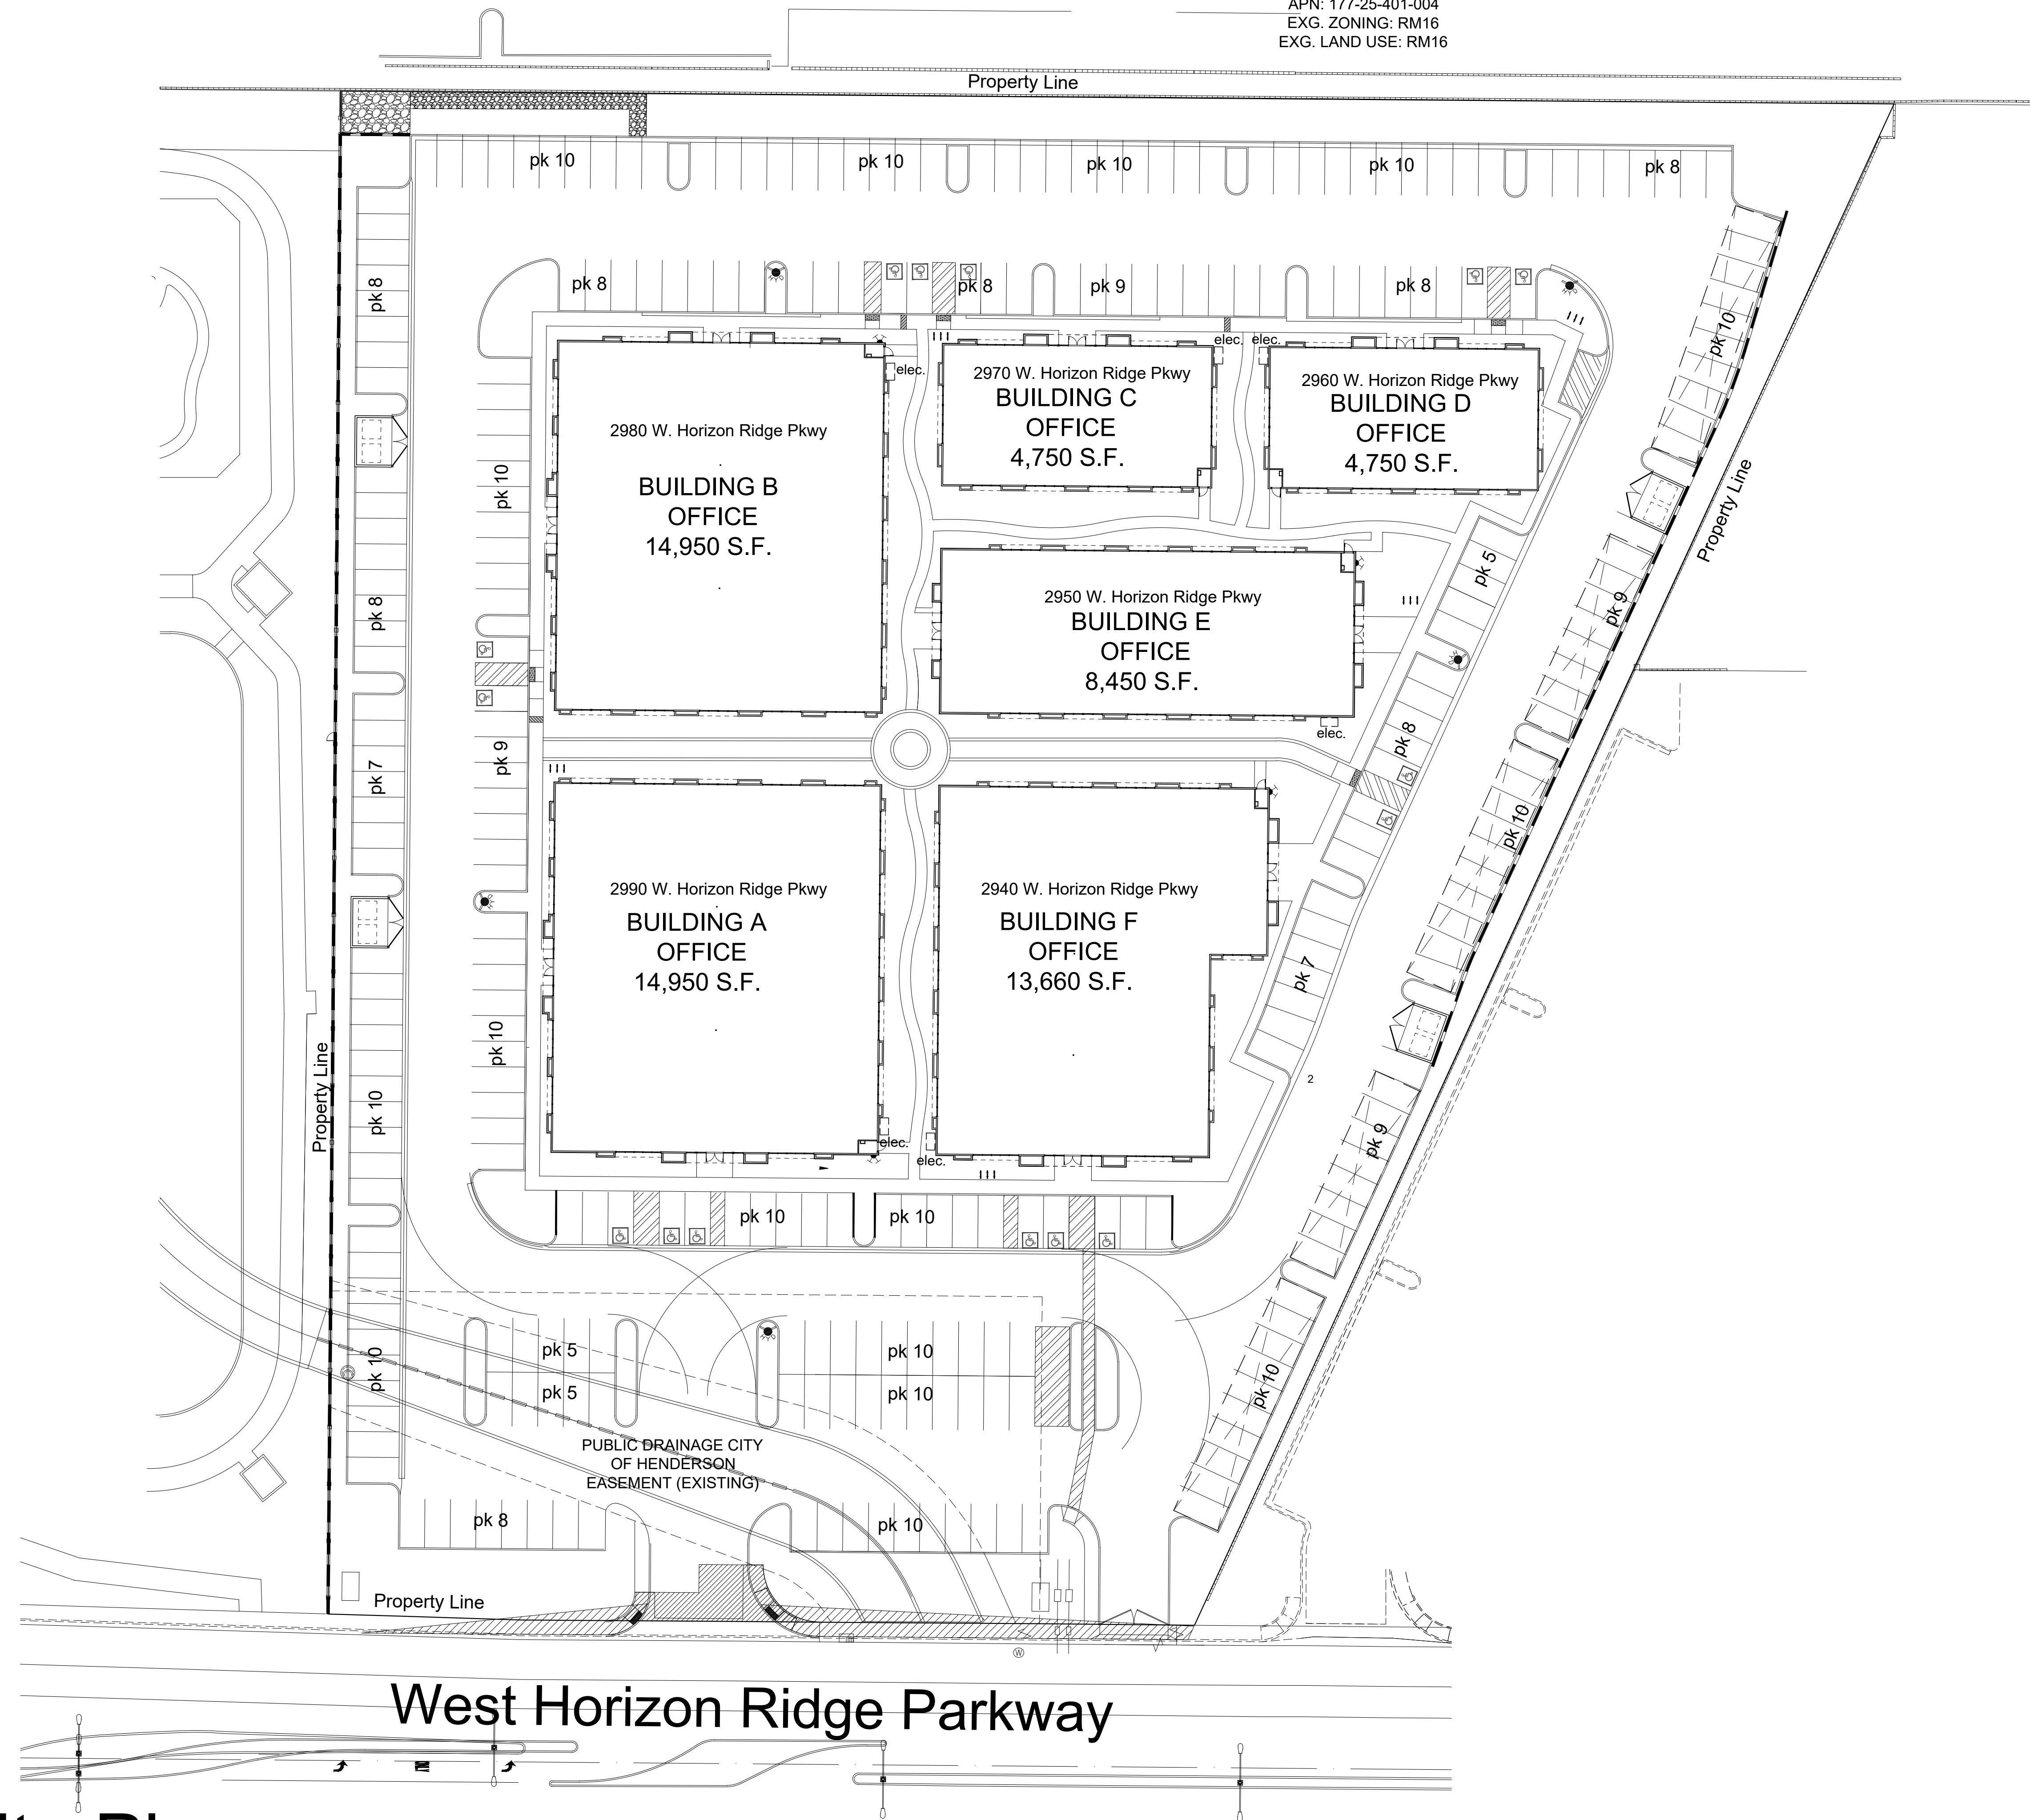 APN: 177-25-401-004
EXG. ZONING: RM16
EXG. LAND USE: RM16
Property Line
pk 10
pk 10
pk 10
pk 10
pk 8
pk 8
pk 8
pk 8
pk 9
pk 8
pk 10
elec.
elec.
elec.
2980 W. Horizon Ridge Pkwy
BUILDING B
OFFICE
14,950 S.F.
2970 W. Horizon Ridge Pkwy
BUILDING C
OFFICE
4,750 S.F.
2960 W. Horizon Ridge Pkwy
BUILDING D
OFFICE
4,750 S.F.
pk 10
Property Line
pk 5
pk 9
pk 8
2950 W. Horizon Ridge Pkwy
BUILDING E
OFFICE
8,450 S.F.
elec.
pk 8
pk 7
pk 9
pk 10
2990 W. Horizon Ridge Pkwy
BUILDING A
OFFICE
14,950 S.F.
2940 W. Horizon Ridge Pkwy
BUILDING F
OFFICE
13,660 S.F.
pk 7
pk 10
Property Line
pk 10
2
pk 9
elec.
elec.
pk 10
pk 10
pk 10
pk 5
pk 5
pk 10
pk 10
pk 10
PUBLIC DRAINAGE CITY
OF HENDERSON
EASEMENT (EXISTING)
pk 8
pk 10
Property Line
W
West Horizon Ridge Parkway